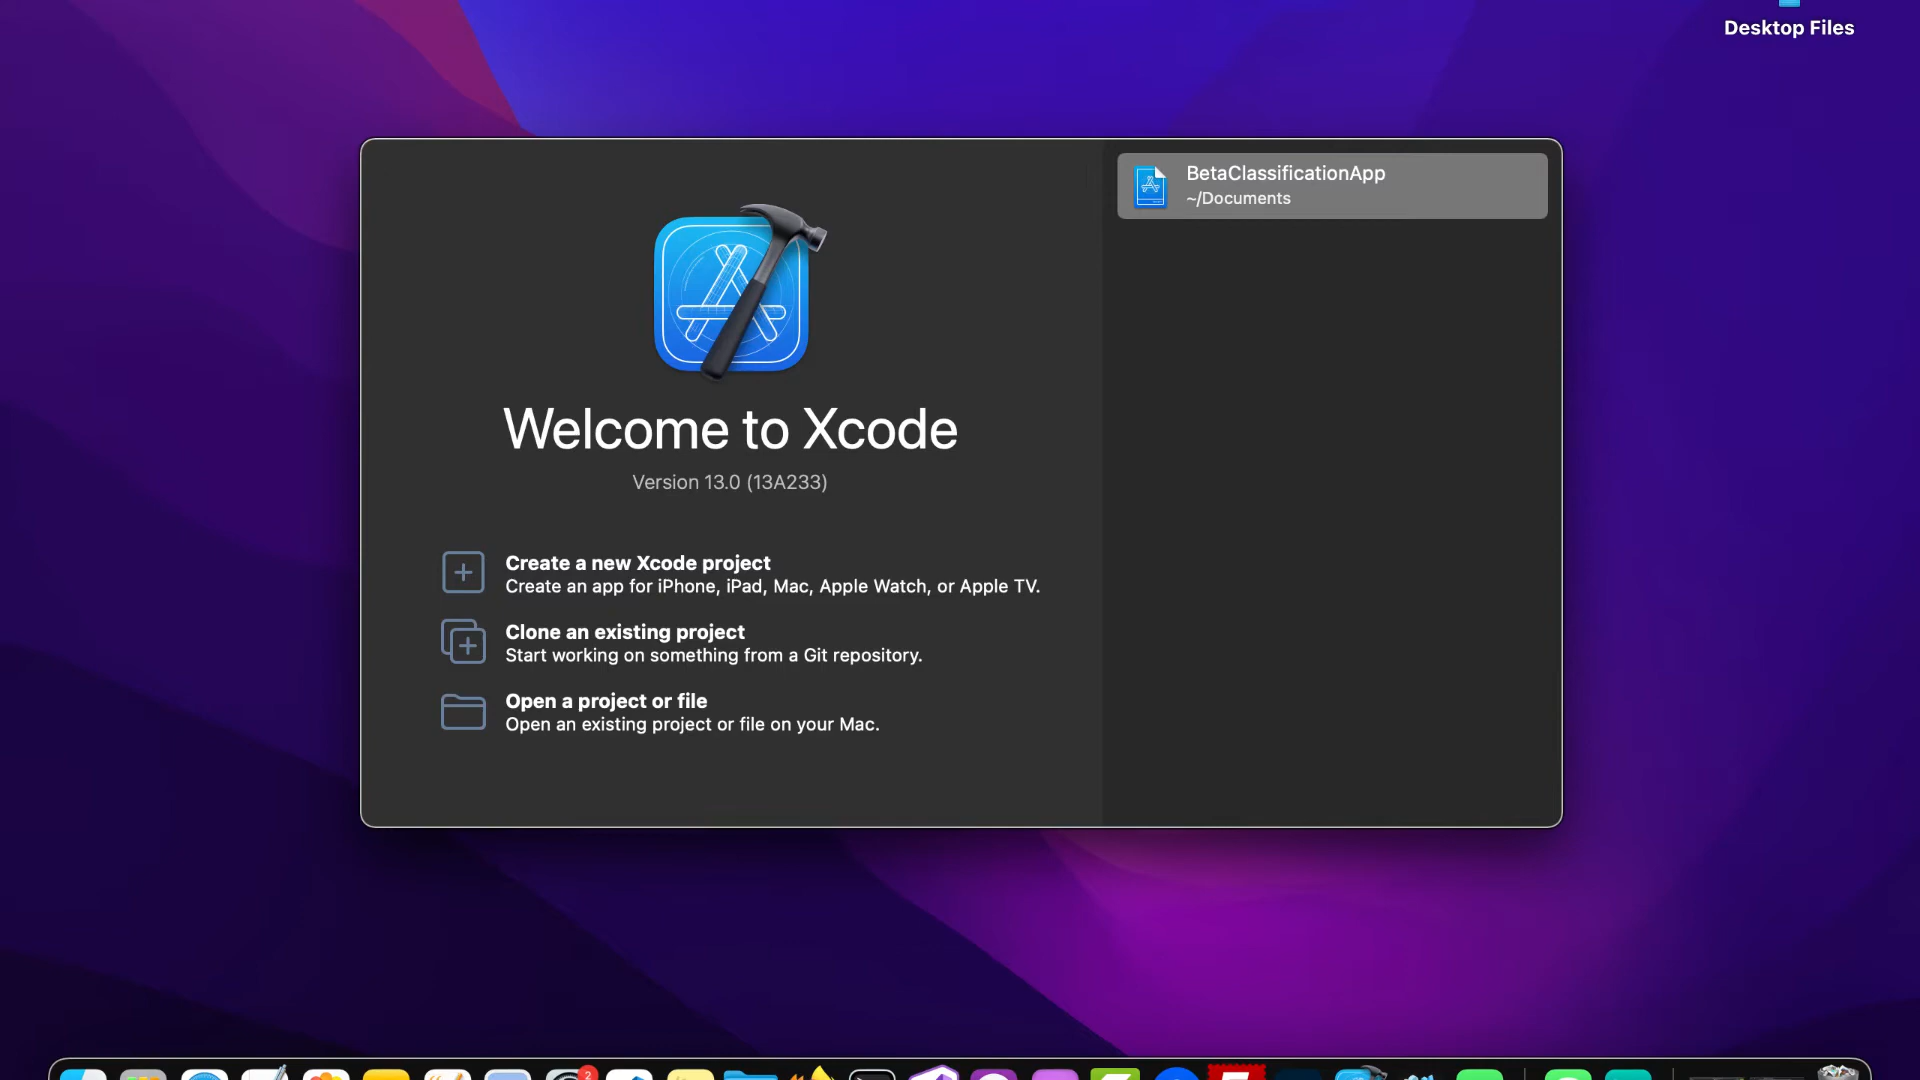 Desktop Files
BetaClassificationApp
~/Documents
Welcome to Xcode
Version 13.0 (13A233)
Create a new Xcode project
Create an app for iPhone, iPad, Mac, Apple Watch, or Apple TV.
Clone an existing project
Start working on something from a Git repository.
Open a project or file
Open an existing project or file on your Mac.
2